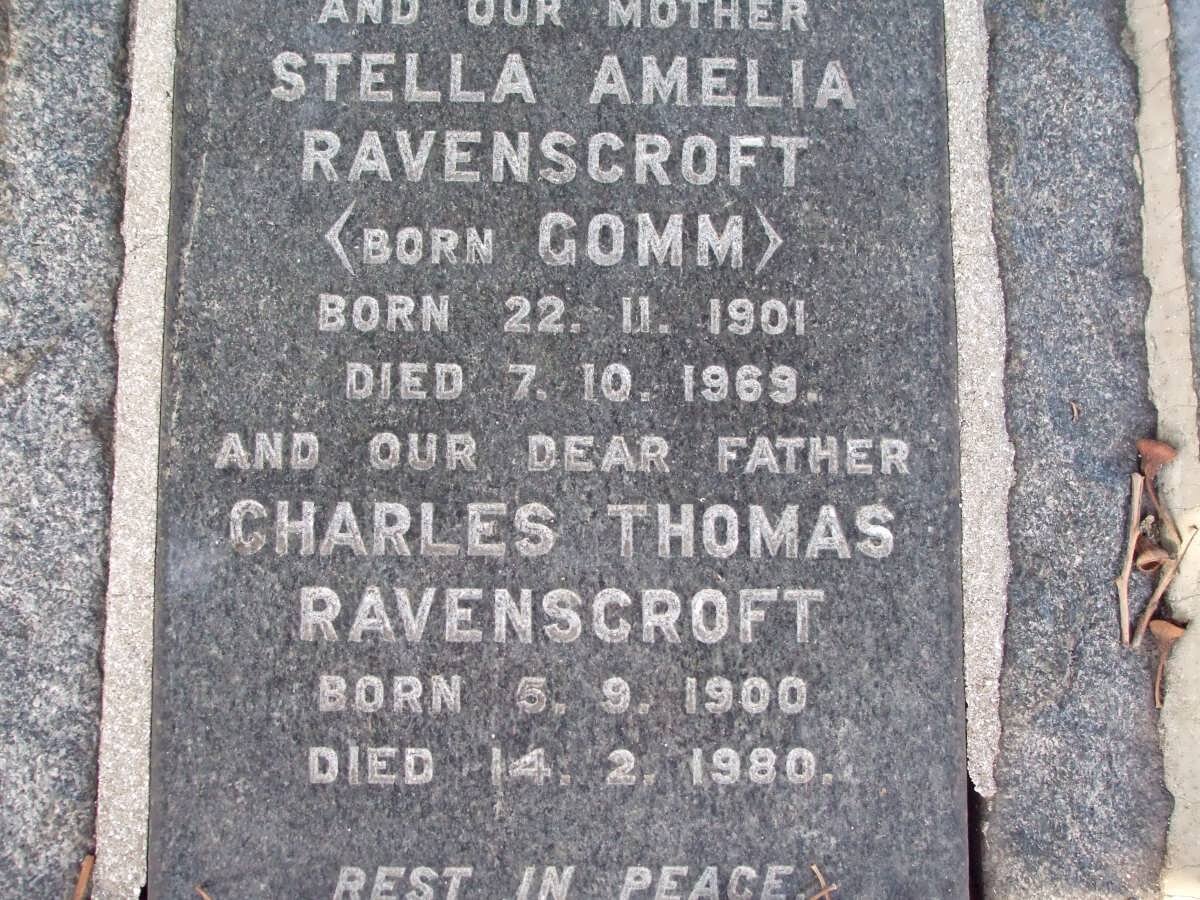 AND OUR MOTHER
STELLA AMELIA
RAVENSCROFT
<BORN GOMM>
BORN 22. 11. 1901
DIED 7. 10. 1969.
AND OUR DEAR FATHER
CHARLES THOMAS
RAVENSCROFT
BORN 5. 9. 1900
DIED 14. 2. 1980.
REST IN PEACE.